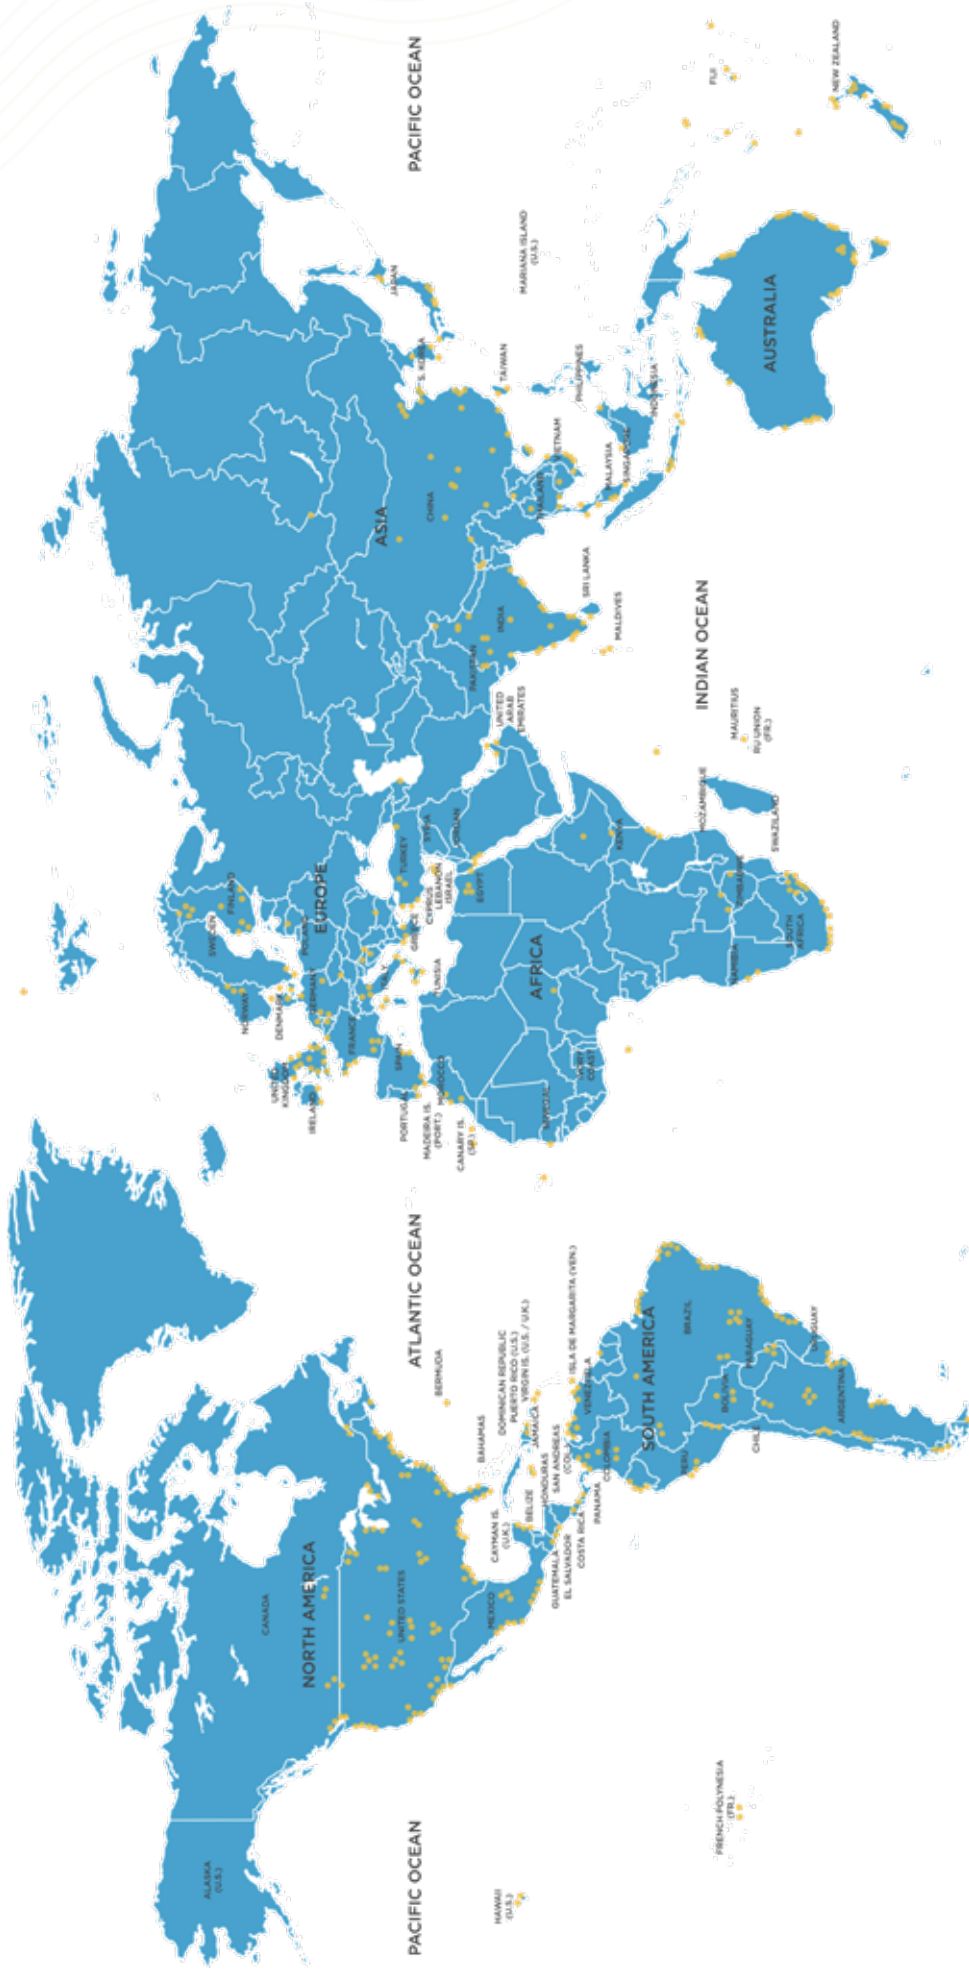 ALASKA
(U.S.)
CANADA
NORTH AMERICA
UNITED STATES
MEXICO
PACIFIC OCEAN
HAWAII
(U.S.)
FRENCH POLYNESIA
(FR.)
ATLANTIC OCEAN
BERMUDA
BAHAMAS
CAYMAN IS.
(U.K.)
DOMINICAN REPUBLIC
PUERTO RICO (U.S.)
VIRGIN IS. (U.S. / U.K.)
JAMAICA
BELIZE
HONDURAS
SAN ANDREAS
(COL.)
ISLA DE MARGARITA (VEN.)
GUATEMALA
EL SALVADOR
COSTA RICA
PANAMA
VENEZUELA
COLOMBIA
SOUTH AMERICA
PERU
BRAZIL
BOLIVIA
PARAGUAY
CHILE
URUGUAY
ARGENTINA
NORWAY
SWEDEN
FINLAND
DENMARK
UNITED
KINGDOM
IRELAND
GERMANY
POLAND
EUROPE
FRANCE
SPAIN
PORTUGAL
ITALY
GREECE
TURKEY
CYPRUS
LEBANON
ISRAEL
SYRIA
JORDAN
EGYPT
TUNISIA
MOROCCO
MADEIRA IS.
(PORT.)
CANARY IS.
(SP.)
SENEGAL
IVORY
COAST
AFRICA
KENYA
NAMIBIA
ZIMBABWE
SOUTH
AFRICA
MOZAMBIQUE
SWAZILAND
MAURITIUS
RU UNION
(FR.)
INDIAN OCEAN
UNITED
ARAB
EMIRATES
PAKISTAN
INDIA
SRI LANKA
MALDIVES
ASIA
CHINA
S. KOREA
JAPAN
TAIWAN
THAILAND
VIETNAM
PHILIPPINES
MALAYSIA
SINGAPORE
INDONESIA
MARIANA ISLAND
(U.S.)
PACIFIC OCEAN
AUSTRALIA
FIJI
NEW ZEALAND